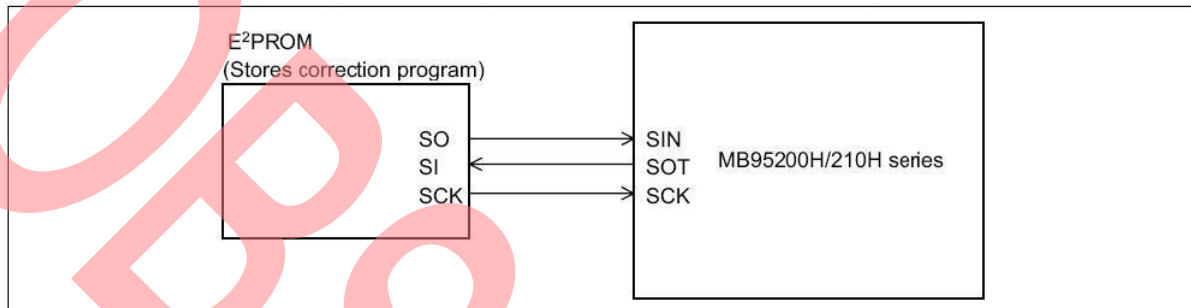 E²PROM
(Stores correction program)
SO
SI
SCK
SIN
SOT
SCK
MB95200H/210H series